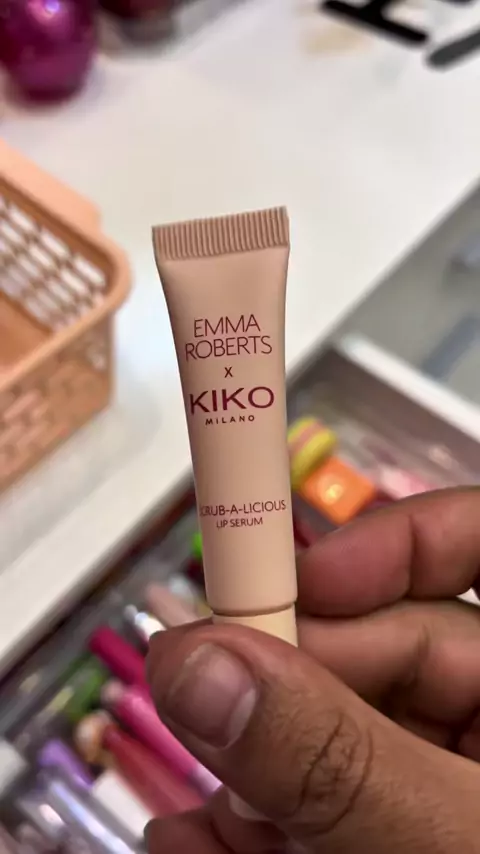 EMMA
ROBERTS
X
KIKO
MILANO
SCRUB-A-LICIOUS
LIP SERUM